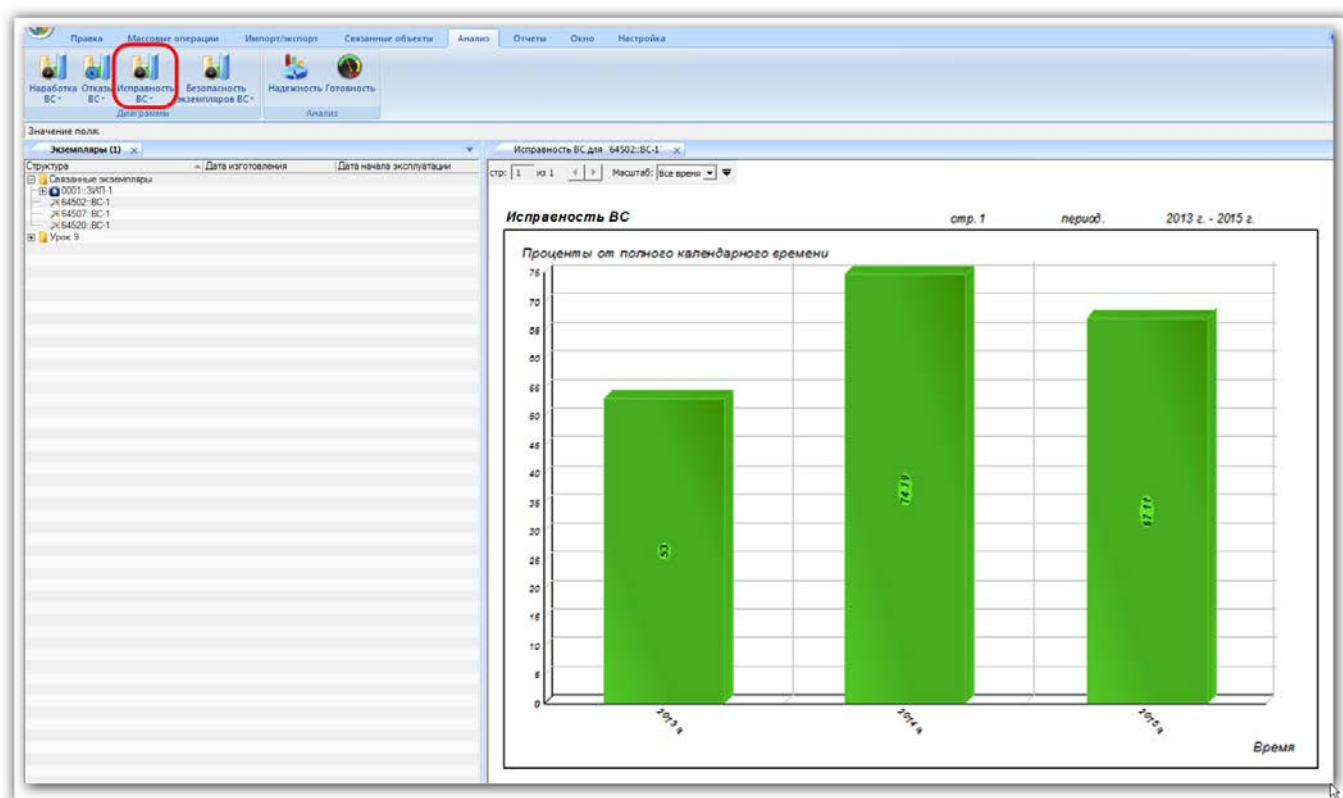 Правка Массовые операции Импорт/экспорт Связанные объекты Анализ Отчеты Окно Настройка
Наработка ВС Отказы ВС Исправность ВС Безопасность экземпляров ВС Надежность Готовность
Диаграммы Анализ
Значение поля:
Экземпляры (1)
Структура Дата изготовления Дата начала эксплуатации
Связанные экземпляры
0001::ЗИП-1
64502::ВС-1
64507::ВС-1
64520::ВС-1
Урок 9
Исправность ВС для '64502::ВС-1'
стр: 1 из 1 Масштаб: Все время
Исправность ВС стр. 1 период. 2013 г. - 2015 г.
Проценты от полного календарного времени
75
70
65
60
55
50
45
40
35
30
25
20
15
10
5
0
53
74.79
67.11
2013 г. 2014 г. 2015 г.
Время